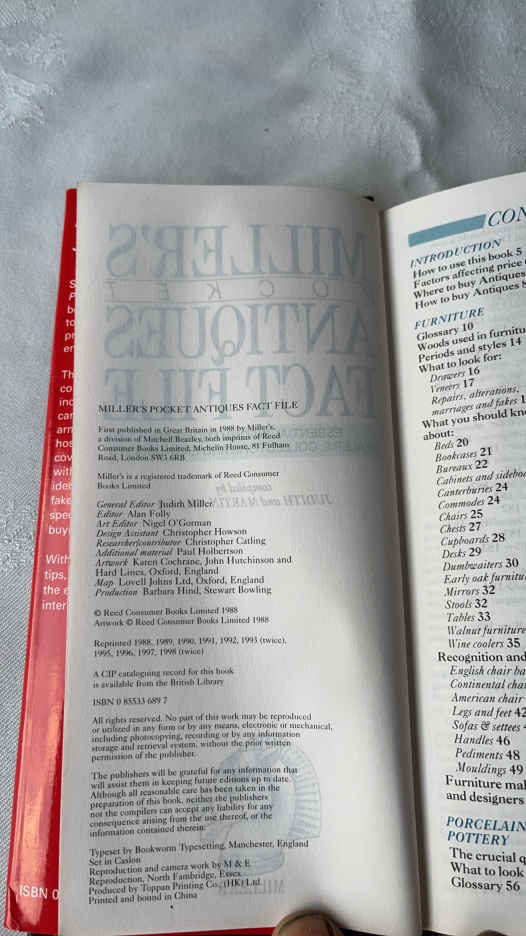 MILLER'S POCKET ANTIQUES FACT FILE
First published in Great Britain in 1988 by Miller's,
a division of Mitchell Beazley, both imprints of Reed
Consumer Books Limited, Michelin House, 81 Fulham
Road, London SW3 6RB
Miller's is a registered trademark of Reed Consumer
Books Limited
General Editor Judith Miller
Editor Alan Folly
Art Editor Nigel O'Gorman
Design Assistant Christopher Howson
Researcher/contributor Christopher Catling
Additional material Paul Holbertson
Artwork Karen Cochrane, John Hutchinson and
Hard Lines, Oxford, England
Map Lovell Johns Ltd, Oxford, England
Production Barbara Hind, Stewart Bowling
© Reed Consumer Books Limited 1988
Artwork © Reed Consumer Books Limited 1988
Reprinted 1988, 1989, 1990, 1991, 1992, 1993 (twice),
1995, 1996, 1997, 1998 (twice)
A CIP cataloguing record for this book
is available from the British Library
ISBN 0 85533 689 7
All rights reserved. No part of this work may be reproduced
or utilized in any form or by any means, electronic or mechanical,
including photocopying, recording or by any information
storage and retrieval system, without the prior written
permission of the publisher.
The publishers will be grateful for any information that
will assist them in keeping future editions up to date.
Although all reasonable care has been taken in the
preparation of this book, neither the publishers
nor the compilers can accept any liability for any
consequence arising from the use thereof, or the
information contained therein.
Typeset by Bookworm Typesetting, Manchester, England
Set in Caslon
Reproduction and camera work by M & E
Reproduction, North Fambridge, Essex
Produced by Toppan Printing Co., (HK) Ltd.
Printed and bound in China
ISBN 0
INTRODUCTION
How to use this book 5
Factors affecting price
Where to buy Antiques
How to buy Antiques
FURNITURE
Glossary 10
Woods used in
Periods and styles 14
What to look for:
Drawers 16
Veneers 17
Repairs, alterations,
marriages and fakes
What you should
about:
Beds 20
Bookcases 21
Bureaux 22
Cabinets and
Canterburies 24
Commodes 24
Chairs 25
Chests 27
Cupboards 28
Desks 29
Dumbwaiters 30
Early oak
Mirrors 32
Stools 32
Tables 33
Walnut furniture
Wine coolers 35
Recognition and
English chair
Continental
American chair
Legs and feet 42
Sofas & settees
Handles 46
Pediments 48
Mouldings 49
Furniture
and designers
PORCELAIN
POTTERY
The crucial
What to look
Glossary 56